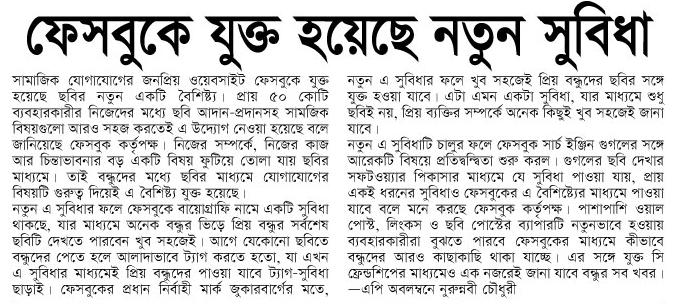 ফেসবুকে যুক্ত হয়েছে নতুন সুবিধা
সামাজিক যোগাযোগের জনপ্রিয় ওয়েবসাইট ফেসবুকে যুক্ত
হয়েছে ছবির নতুন একটি বৈশিষ্ট্য। প্রায় ৫০ কোটি
ব্যবহারকারীর নিজেদের মধ্যে ছবি আদান-প্রদানসহ সামজিক
বিষয়গুলো আরও সহজ করতেই এ উদ্যোগ নেওয়া হয়েছে বলে
জানিয়েছে ফেসবুক কর্তৃপক্ষ। নিজের সম্পর্কে, নিজের কাজ
আর চিন্তাভাবনার বড় একটি বিষয় ফুটিয়ে তোলা যায় ছবির
মাধ্যমে। তাই বন্ধুদের মধ্যে ছবির মাধ্যমে যোগাযোগের
বিষয়টি গুরুত্ব দিয়েই এ বৈশিষ্ট্য যুক্ত হয়েছে।
নতুন এ সুবিধার ফলে ফেসবুকে বায়োগ্রাফি নামে একটি সুবিধা
থাকছে, যার মাধ্যমে অনেক বন্ধুর ভিড়ে প্রিয় বন্ধুর সর্বশেষ
ছবিটি দেখতে পারবেন খুব সহজেই। আগে যেকোনো ছবিতে
বন্ধুদের পেতে হলে আলাদাভাবে ট্যাগ করতে হতো, যা এখন
এ সুবিধার মাধ্যমেই প্রিয় বন্ধুদের পাওয়া যাবে ট্যাগ-সুবিধা
ছাড়াই। ফেসবুকের প্রধান নির্বাহী মার্ক জুকারবার্গের মতে,
নতুন এ সুবিধার ফলে খুব সহজেই প্রিয় বন্ধুদের ছবির সঙ্গে
যুক্ত হওয়া যাবে। এটা এমন একটা সুবিধা, যার মাধ্যমে শুধু
ছবিই নয়, প্রিয় ব্যক্তির সম্পর্কে অনেক কিছুই খুব সহজেই জানা
যাবে।
নতুন এ সুবিধাটি চালুর ফলে ফেসবুক সার্চ ইঞ্জিন গুগলের সঙ্গে
আরেকটি বিষয়ে প্রতিদ্বন্ধিতা শুরু করল। গুগলের ছবি দেখার
সফটওয়্যার পিকাসার মাধ্যমে যে সুবিধা পাওয়া যায়, প্রায়
একই ধরনের সুবিধাও ফেসবুকের এ বৈশিষ্ট্যের মাধ্যমে পাওয়া
যাবে বলে মনে করছে ফেসবুক কর্তৃপক্ষ। পাশাপাশি ওয়াল
পোস্ট, লিংকস ও ছবি পোস্টের ব্যাপারটি নতুনভাবে হওয়ায়
ব্যবহারকারীরা বুঝতে পারবে ফেসবুকের মাধ্যমে কীভাবে
বন্ধুদের আরও কাছাকাছি থাকা যাচ্ছে। এর সঙ্গে যুক্ত সি
ফ্রেন্ডশিপের মাধ্যমেও এক নজরেই জানা যাবে বন্ধুর সব খবর।
—এপি অবলম্বনে নুরুন্নবী চৌধুরী